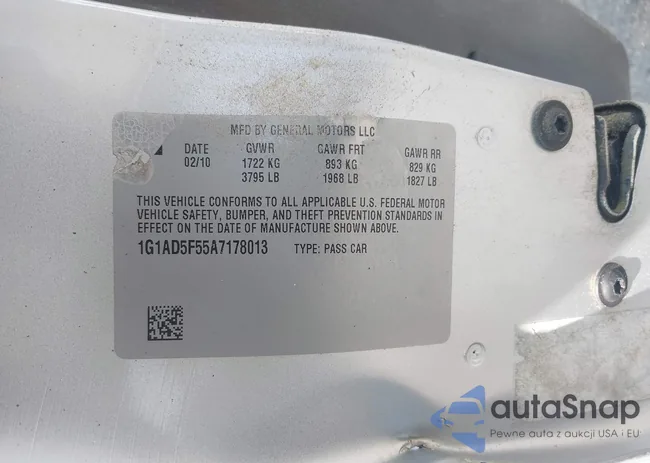 MFD BY GENERAL MOTORS LLC
DATE GVWR GAWR FRT GAWR RR
02/10 1722 KG 893 KG 829 KG
3795 LB 1968 LB 1827 LB
THIS VEHICLE CONFORMS TO ALL APPLICABLE U.S. FEDERAL MOTOR
VEHICLE SAFETY, BUMPER, AND THEFT PREVENTION STANDARDS IN
EFFECT ON THE DATE OF MANUFACTURE SHOWN ABOVE.
1G1AD5F55A7178013 TYPE: PASS CAR
autoSnap
Pewne auta z aukcji USA i EU